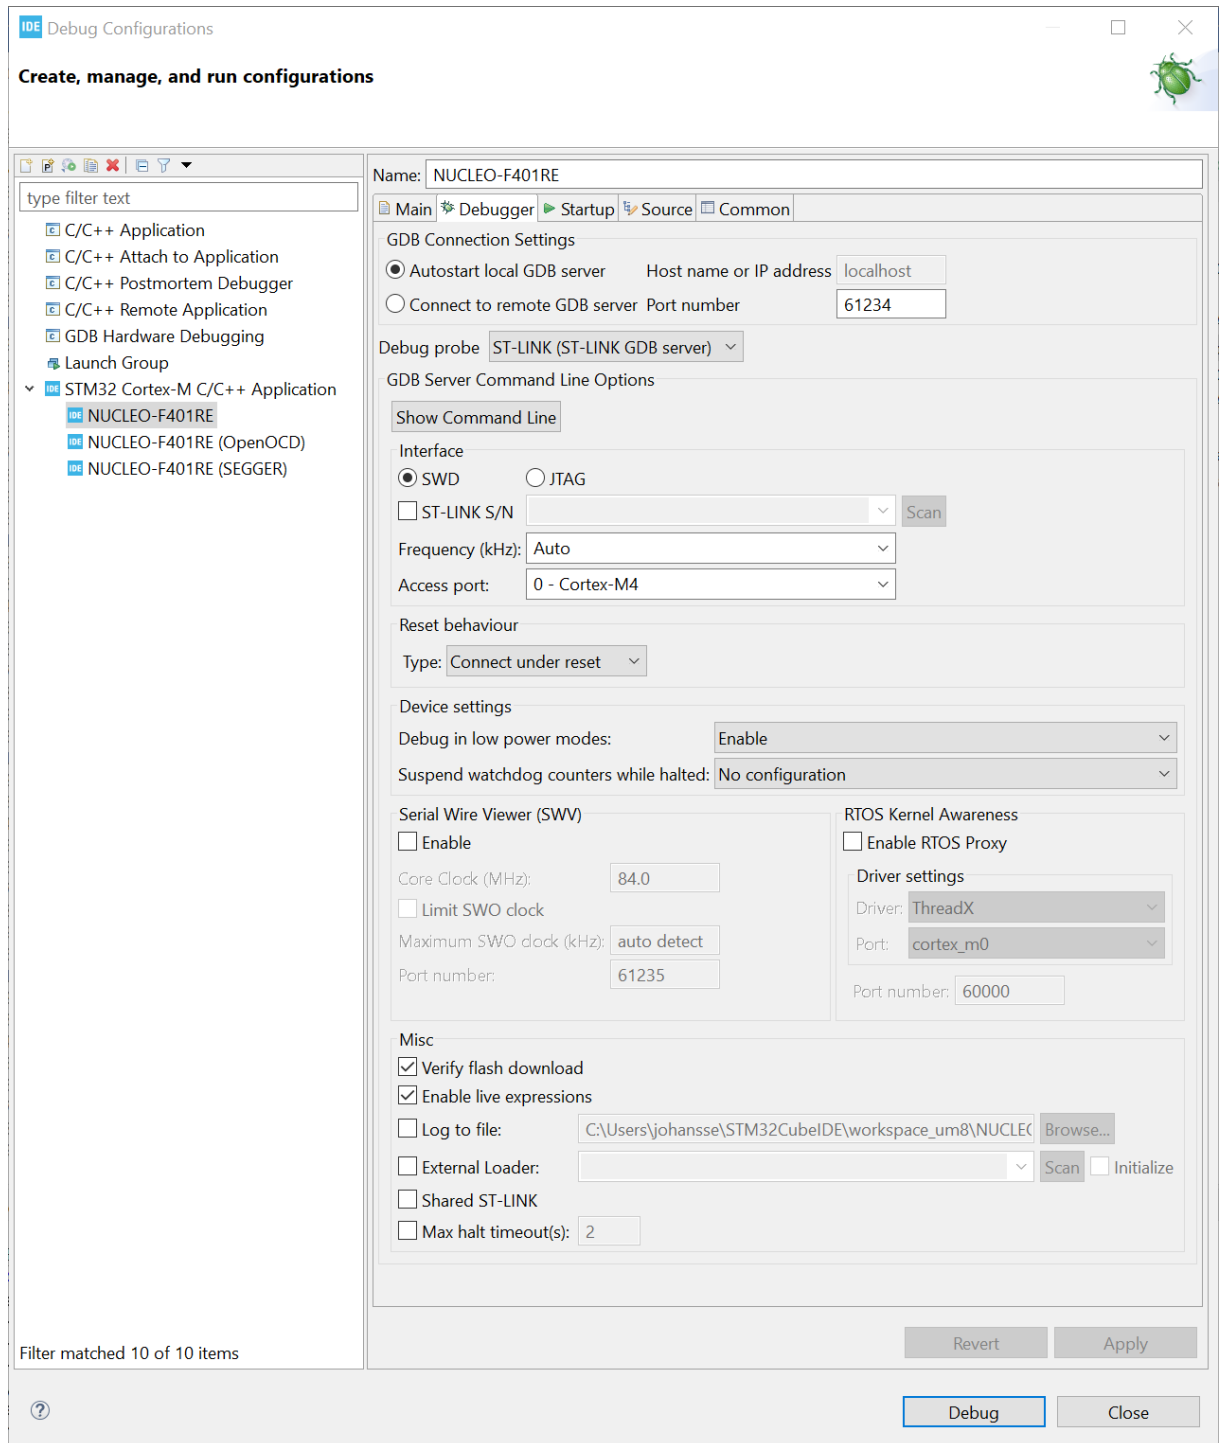 IDE Debug Configurations
Create, manage, and run configurations
type filter text
C/C++ Application
C/C++ Attach to Application
C/C++ Postmortem Debugger
C/C++ Remote Application
GDB Hardware Debugging
Launch Group
IDE STM32 Cortex-M C/C++ Application
IDE NUCLEO-F401RE
IDE NUCLEO-F401RE (OpenOCD)
IDE NUCLEO-F401RE (SEGGER)
Filter matched 10 of 10 items
Name: NUCLEO-F401RE
Main Debugger Startup Source Common
GDB Connection Settings
Autostart local GDB server Host name or IP address localhost
Connect to remote GDB server Port number 61234
Debug probe ST-LINK (ST-LINK GDB server)
GDB Server Command Line Options
Show Command Line
Interface
SWD JTAG
ST-LINK S/N Scan
Frequency (kHz): Auto
Access port: 0 - Cortex-M4
Reset behaviour
Type: Connect under reset
Device settings
Debug in low power modes: Enable
Suspend watchdog counters while halted: No configuration
Serial Wire Viewer (SWV)
Enable
Core Clock (MHz): 84.0
Limit SWO clock
Maximum SWO clock (kHz): auto detect
Port number: 61235
RTOS Kernel Awareness
Enable RTOS Proxy
Driver settings
Driver: ThreadX
Port: cortex_m0
Port number: 60000
Misc
Verify flash download
Enable live expressions
Log to file: C:\Users\johansse\STM32CubeIDE\workspace_um8\NUCLEO Browse...
External Loader: Scan Initialize
Shared ST-LINK
Max halt timeout(s): 2
Revert Apply
? Debug Close